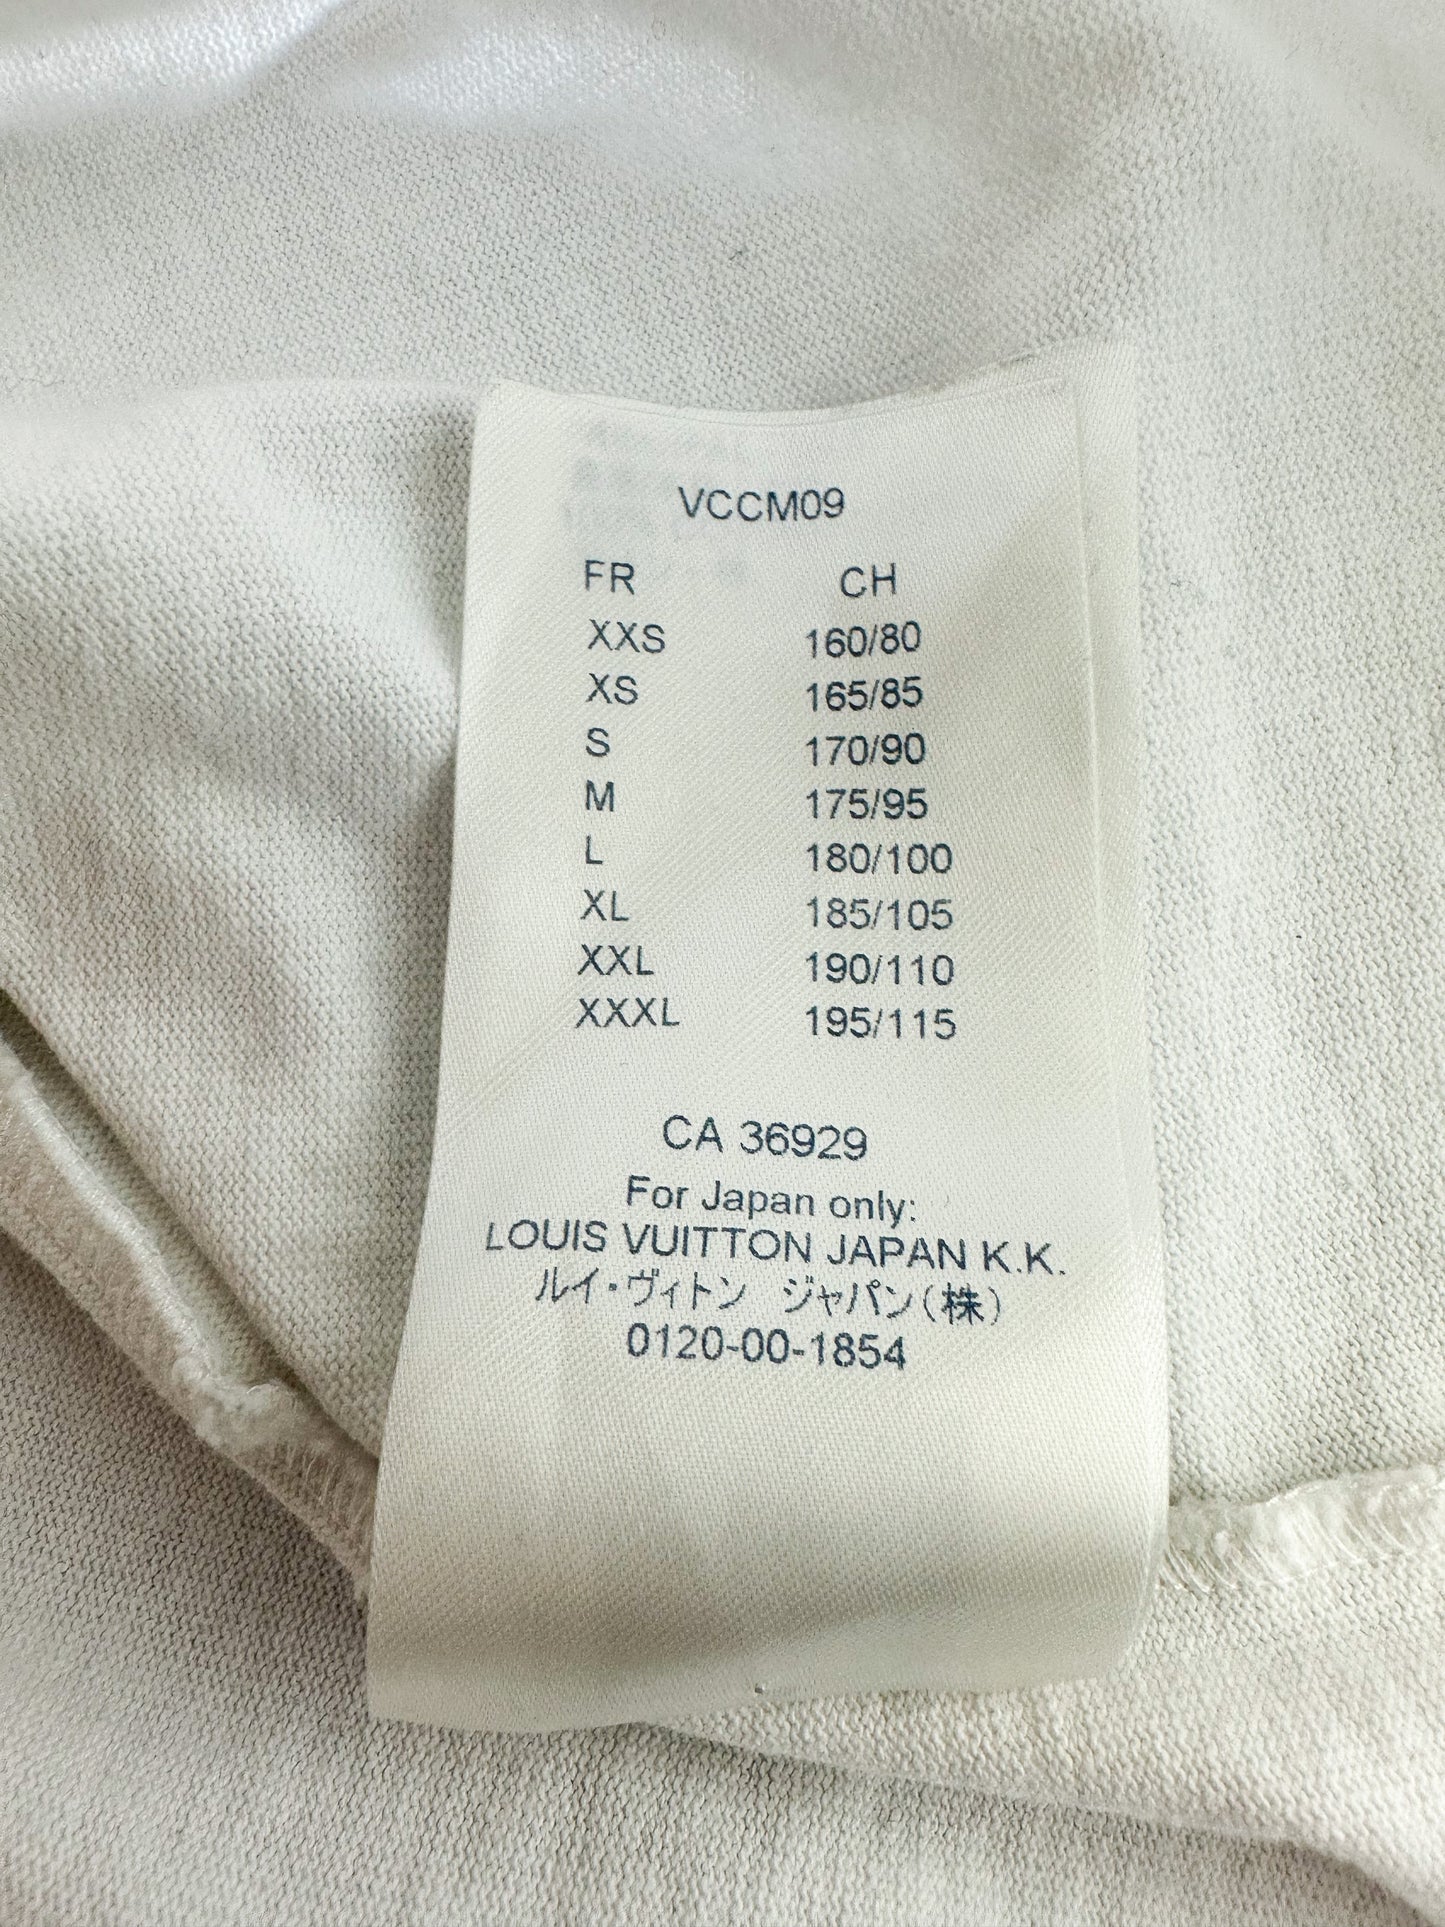 VCCM09
FR CH
XXS 160/80
XS 165/85
S 170/90
M 175/95
L 180/100
XL 185/105
XXL 190/110
XXXL 195/115
CA 36929
For Japan only:
LOUIS VUITTON JAPAN K.K.
ルイ・ヴィトン ジャパン(株)
0120-00-1854